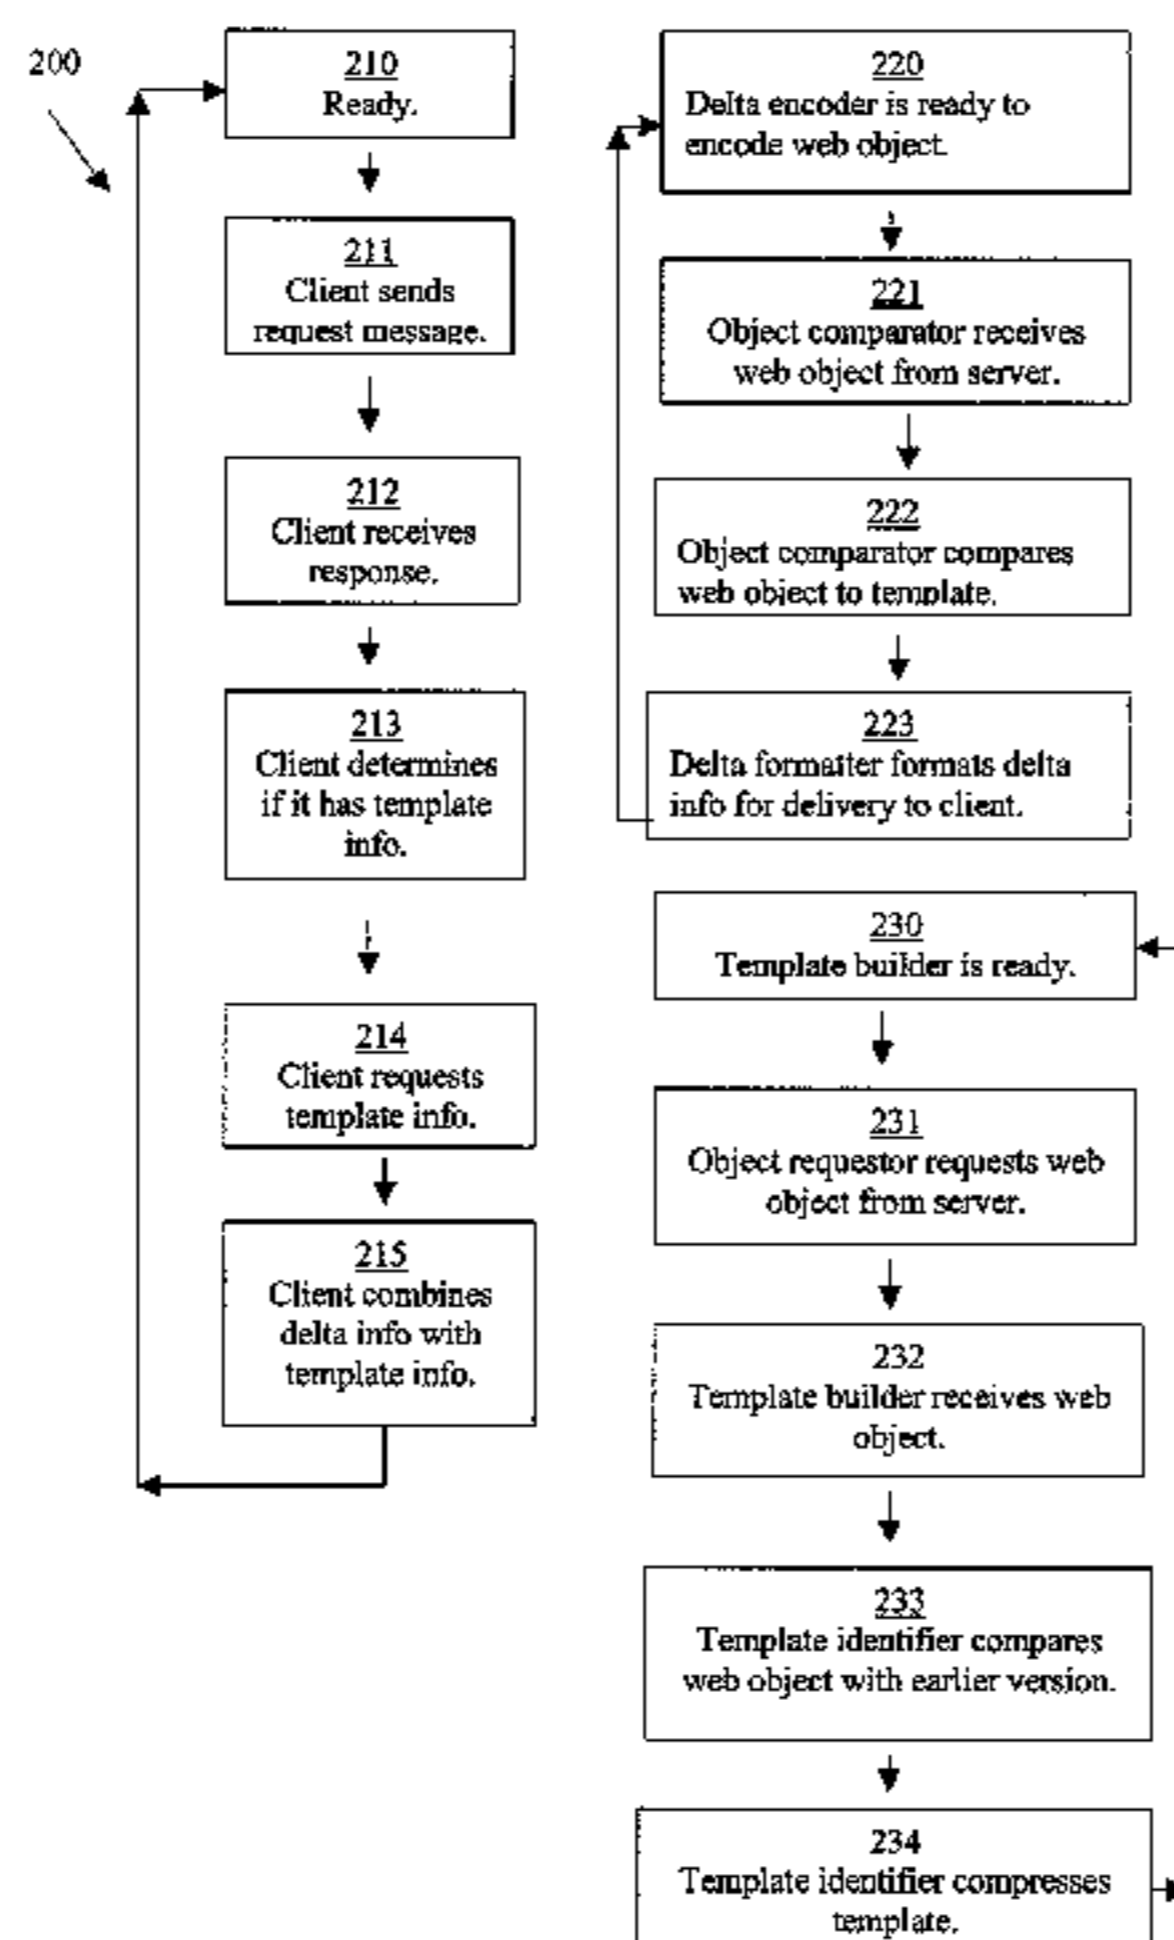 200
210
Ready.
211
Client sends
request message.
212
Client receives
response.
213
Client determines
if it has template
info.
214
Client requests
template info.
215
Client combines
delta info with
template info.
220
Delta encoder is ready to
encode web object.
221
Object comparator receives
web object from server.
222
Object comparator compares
web object to template.
223
Delta formatter formats delta
info for delivery to client.
230
Template builder is ready.
231
Object requestor requests web
object from server.
232
Template builder receives web
object.
233
Template identifier compares
web object with earlier version.
234
Template identifier compresses
template.